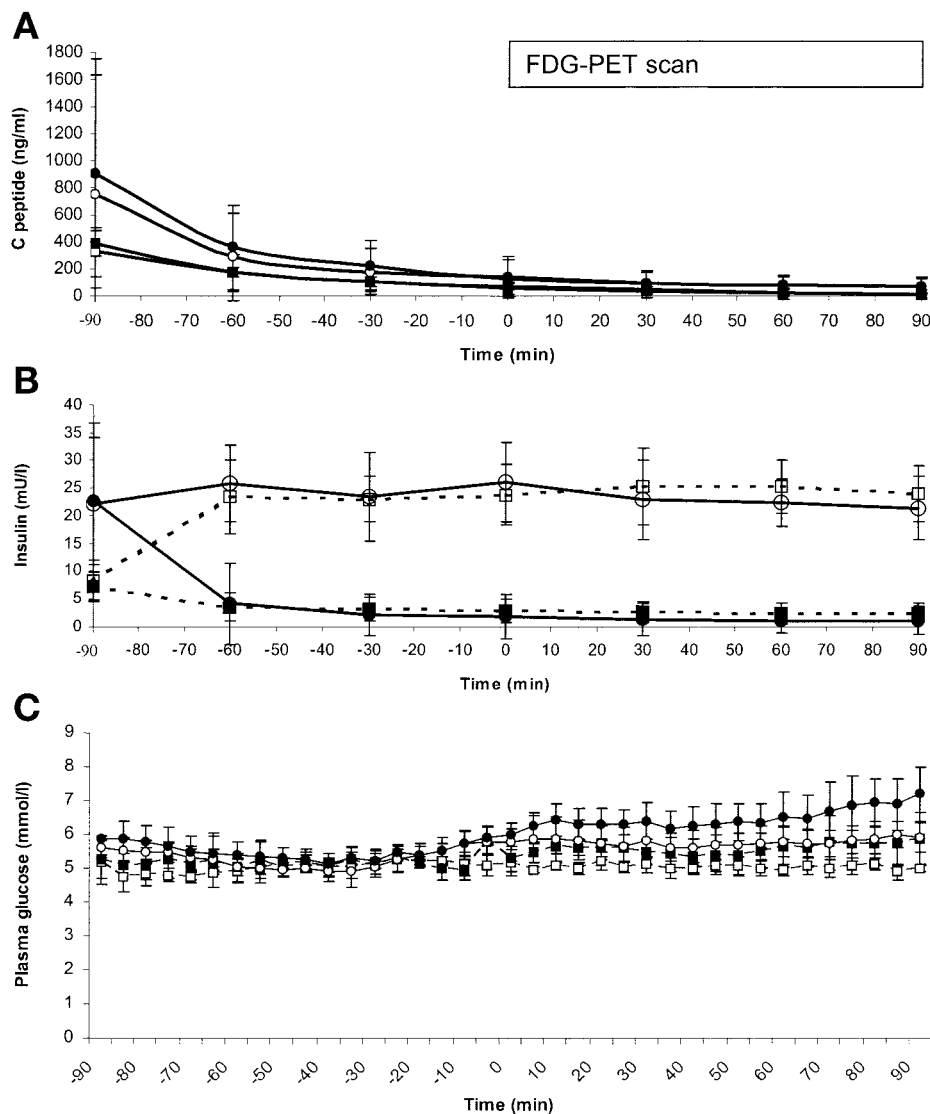 A
FDG-PET scan
C peptide (ng/ml)
1800
1600
1400
1200
1000
800
600
400
200
0
-90 -80 -70 -60 -50 -40 -30 -20 -10 0 10 20 30 40 50 60 70 80 90
Time (min)
B
Insulin (mU/l)
40
35
30
25
20
15
10
5
0
-90 -80 -70 -60 -50 -40 -30 -20 -10 0 10 20 30 40 50 60 70 80 90
Time (min)
C
Plasma glucose (mmol/l)
9
8
7
6
5
4
3
2
1
0
-90 -80 -70 -60 -50 -40 -30 -20 -10 0 10 20 30 40 50 60 70 80 90
Time (min)